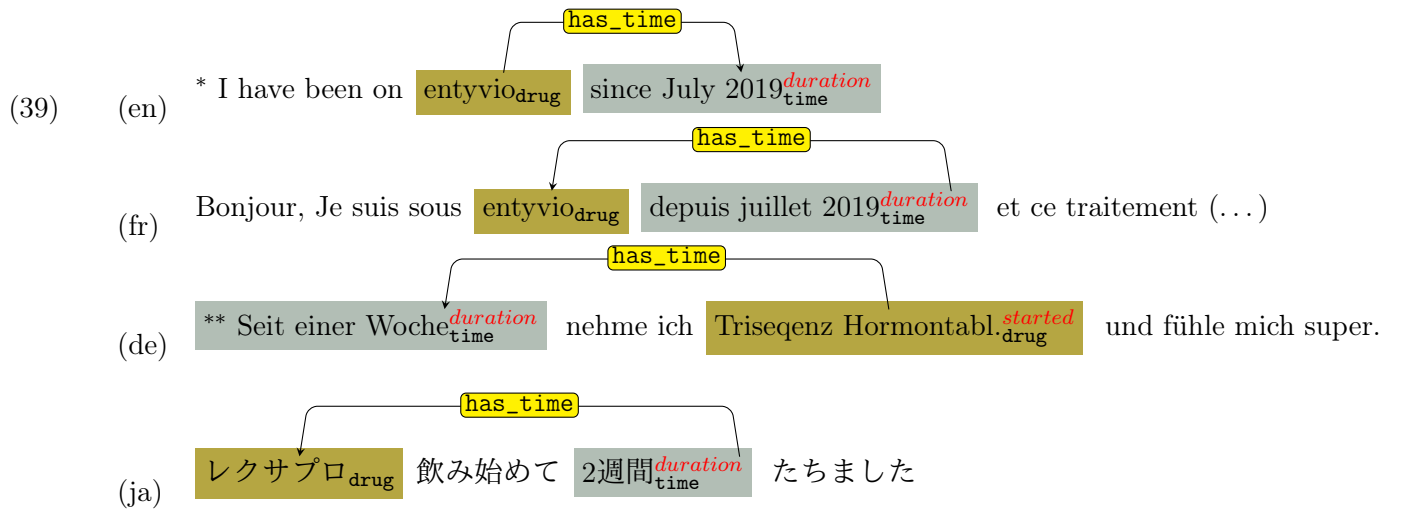 has_time
(39) (en) * I have been on entyvio drug since July 2019 duration time
has_time
(fr) Bonjour, Je suis sous entyvio drug depuis juillet 2019 duration time et ce traitement (...)
has_time
(de) ** Seit einer Woche duration time nehme ich Triseqenz Hormontabl. started drug und fühle mich super.
has_time
(ja) レクサプロ drug 飲み始めて 2週間 duration time たちました